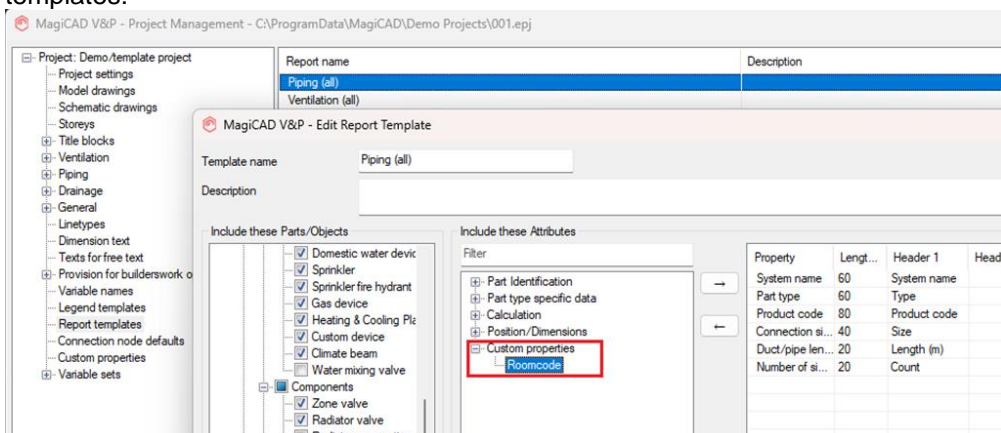 templates.
MagiCAD V&P - Project Management - C:\ProgramData\MagiCAD\Demo Projects\001.epj
Project: Demo/template project
Project settings
Model drawings
Schematic drawings
Storeys
Title blocks
Ventilation
Piping
Drainage
General
Linetypes
Dimension text
Texts for free text
Provision for builderswork o
Variable names
Legend templates
Report templates
Connection node defaults
Custom properties
Variable sets
Report name Description
Piping (all)
Ventilation (all)
MagiCAD V&P - Edit Report Template
Template name Piping (all)
Description
Include these Parts/Objects
Domestic water devic
Sprinkler
Sprinkler fire hydrant
Gas device
Heating & Cooling Pla
Custom device
Climate beam
Water mixing valve
Components
Zone valve
Radiator valve
Include these Attributes
Filter
Part Identification
Part type specific data
Calculation
Position/Dimensions
Custom properties
Roomcode
→
←
Property Lengt... Header 1 Head
System name 60 System name
Part type 60 Type
Product code 80 Product code
Connection si... 40 Size
Duct/pipe len... 20 Length (m)
Number of si... 20 Count